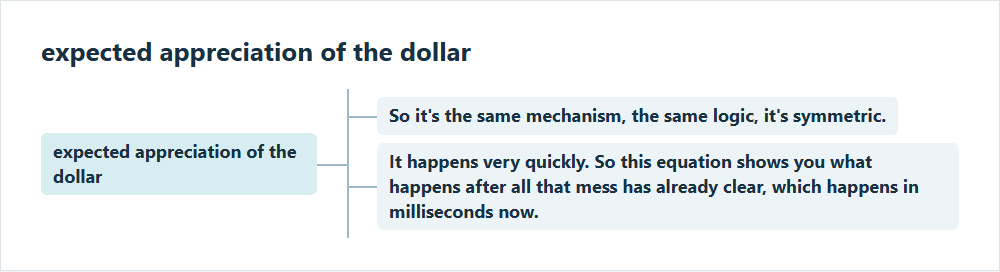 expected appreciation of the dollar
expected appreciation of the
dollar
So it's the same mechanism, the same logic, it's symmetric.
It happens very quickly. So this equation shows you what
happens after all that mess has already clear, which happens in
milliseconds now.